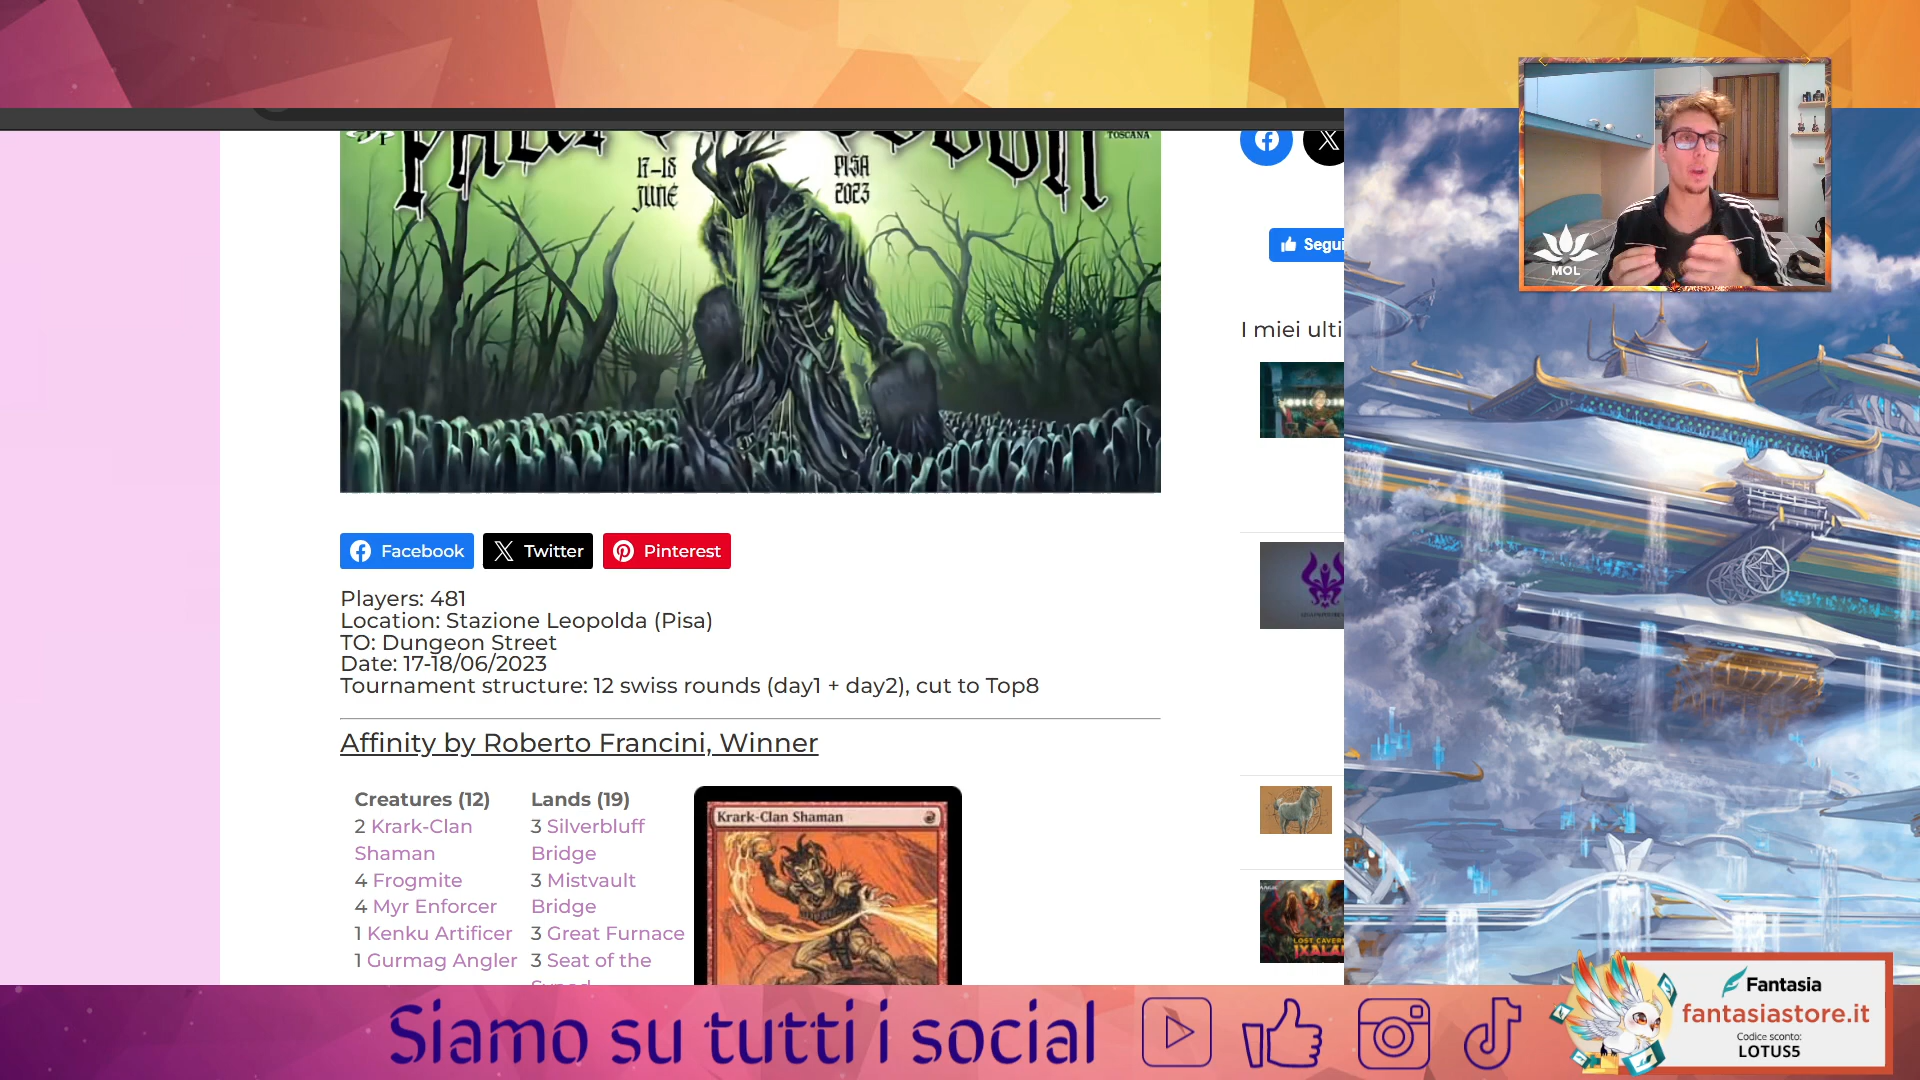 17-18
JUNE
PISA
2023
TOSCANA
Segui
I miei ulti
MOL
Facebook
Twitter
Pinterest
Players: 481
Location: Stazione Leopolda (Pisa)
TO: Dungeon Street
Date: 17-18/06/2023
Tournament structure: 12 swiss rounds (day1 + day2), cut to Top8
Affinity by Roberto Francini, Winner
Creatures (12)
2 Krark-Clan
Shaman
4 Frogmite
4 Myr Enforcer
1 Kenku Artificer
1 Gurmag Angler
Lands (19)
3 Silverbluff
Bridge
3 Mistvault
Bridge
3 Great Furnace
3 Seat of the
Krark-Clan Shaman
LOST CAVER
IXALA
Siamo su tutti i social
Fantasia
fantasiastore.it
Codice sconto:
LOTUS5